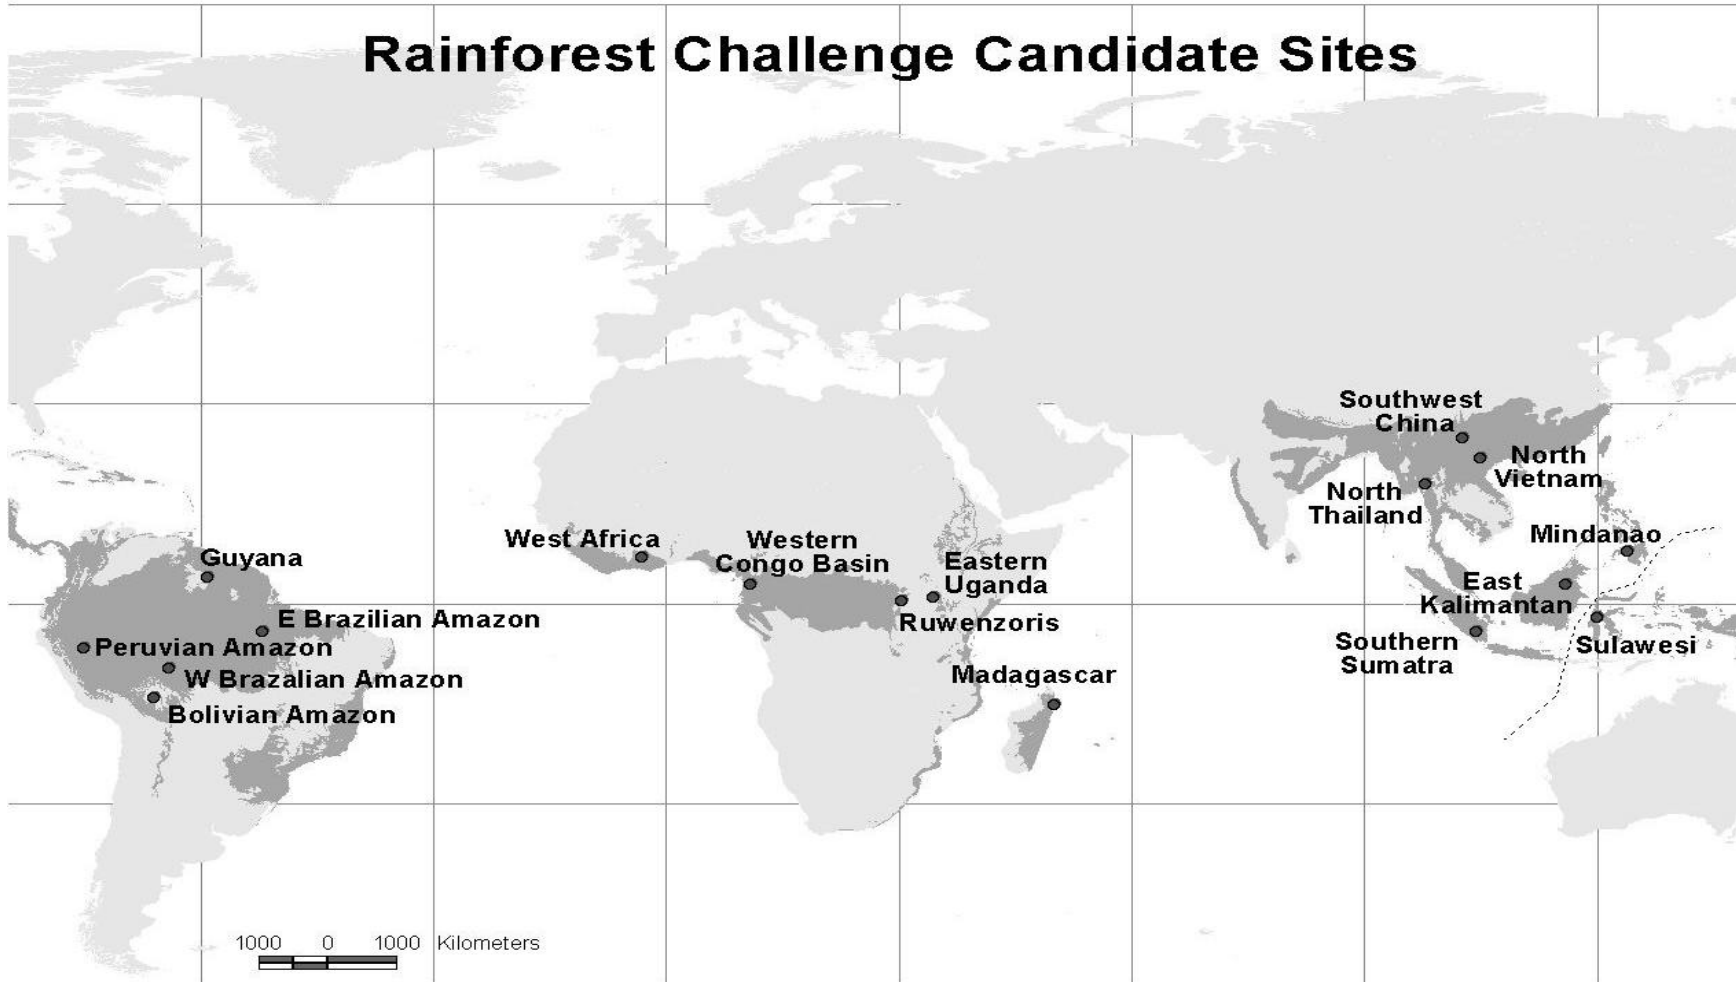 Rainforest Challenge Candidate Sites
Southwest
China
North
Vietnam
North
Thailand
West Africa
Western
Congo Basin
Eastern
Uganda
Mindanao
Guyana
East
Kalimantan
E Brazilian Amazon
Ruwenzoris
Peruvian Amazon
Southern
Sumatra
Sulawesi
W Brazalian Amazon
Madagascar
Bolivian Amazon
1000 0 1000 Kilometers